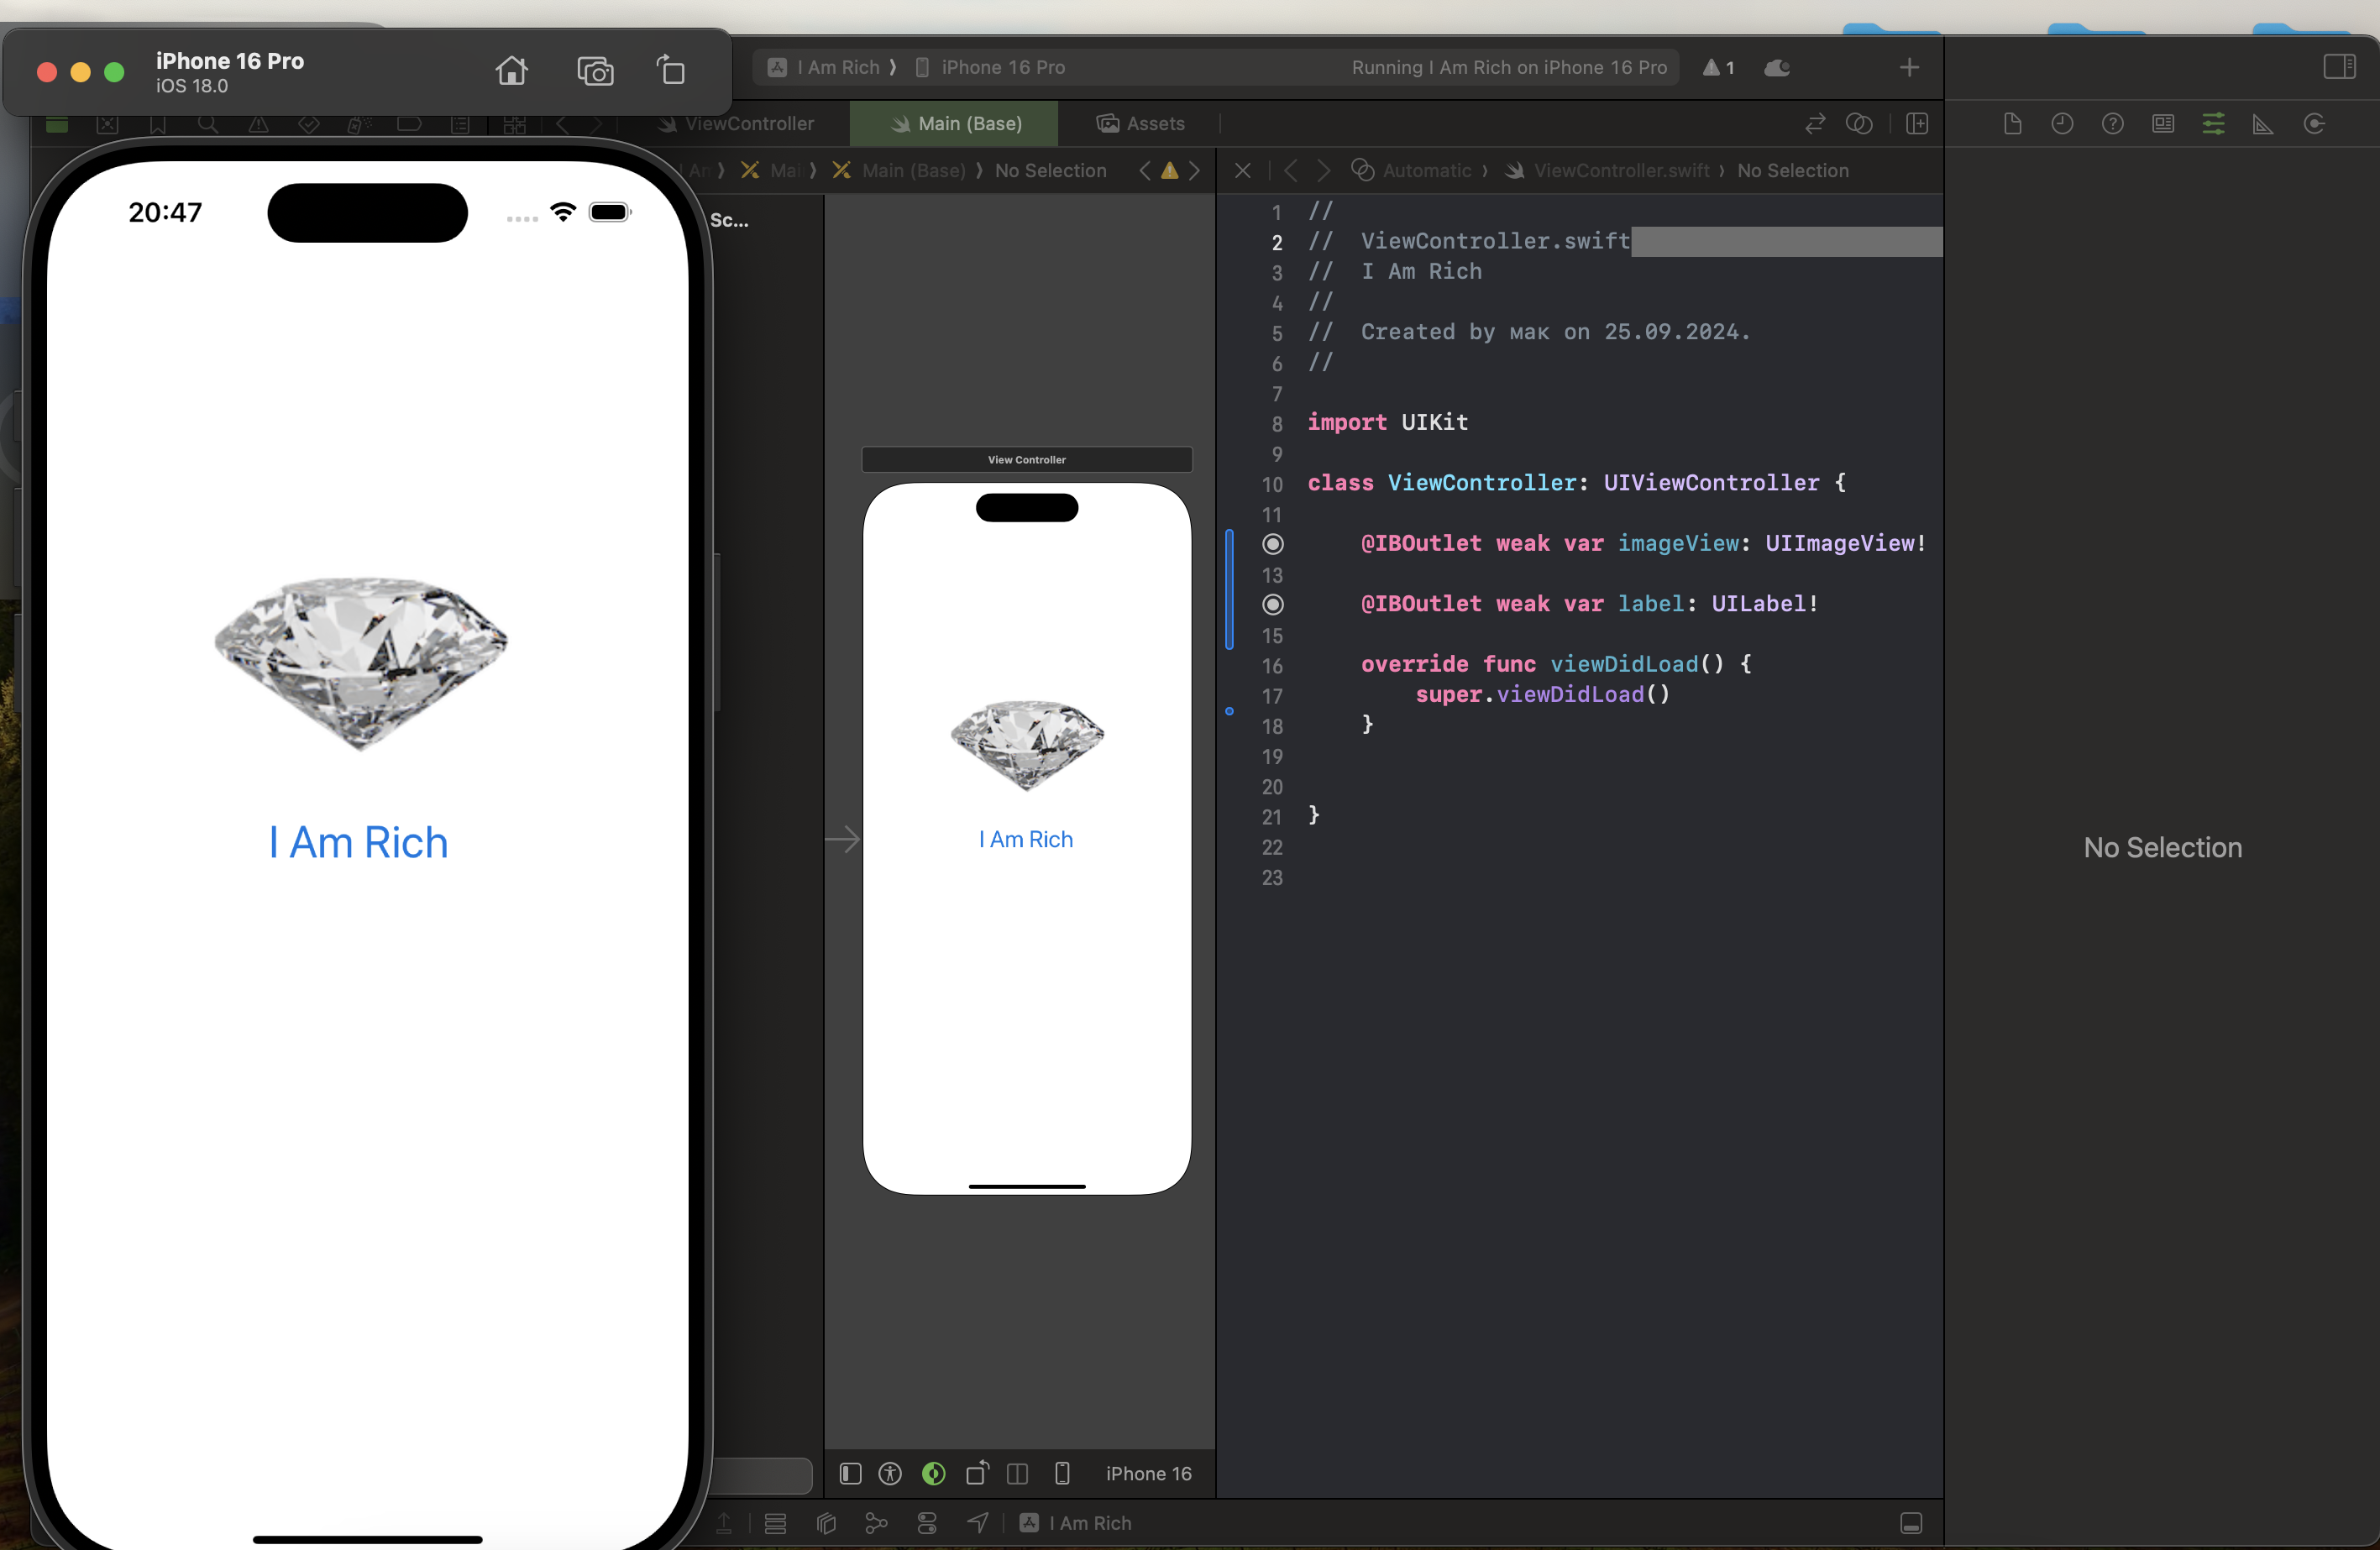 iPhone 16 Pro
iOS 18.0
I Am Rich
iPhone 16 Pro
Running I Am Rich on iPhone 16 Pro
1
ViewController
Main (Base)
Assets
Main (Base)
No Selection
Automatic
ViewController.swift
No Selection
20:47
I Am Rich
Sc...
View Controller
I Am Rich
iPhone 16
I Am Rich
1 //
2 //  ViewController.swift
3 //  I Am Rich
4 //
5 //  Created by мак on 25.09.2024.
6 //
7
8 import UIKit
9
10 class ViewController: UIViewController {
11
@IBOutlet weak var imageView: UIImageView!
13
@IBOutlet weak var label: UILabel!
15
16 override func viewDidLoad() {
17 super.viewDidLoad()
18 }
19
20
21 }
22
23
No Selection